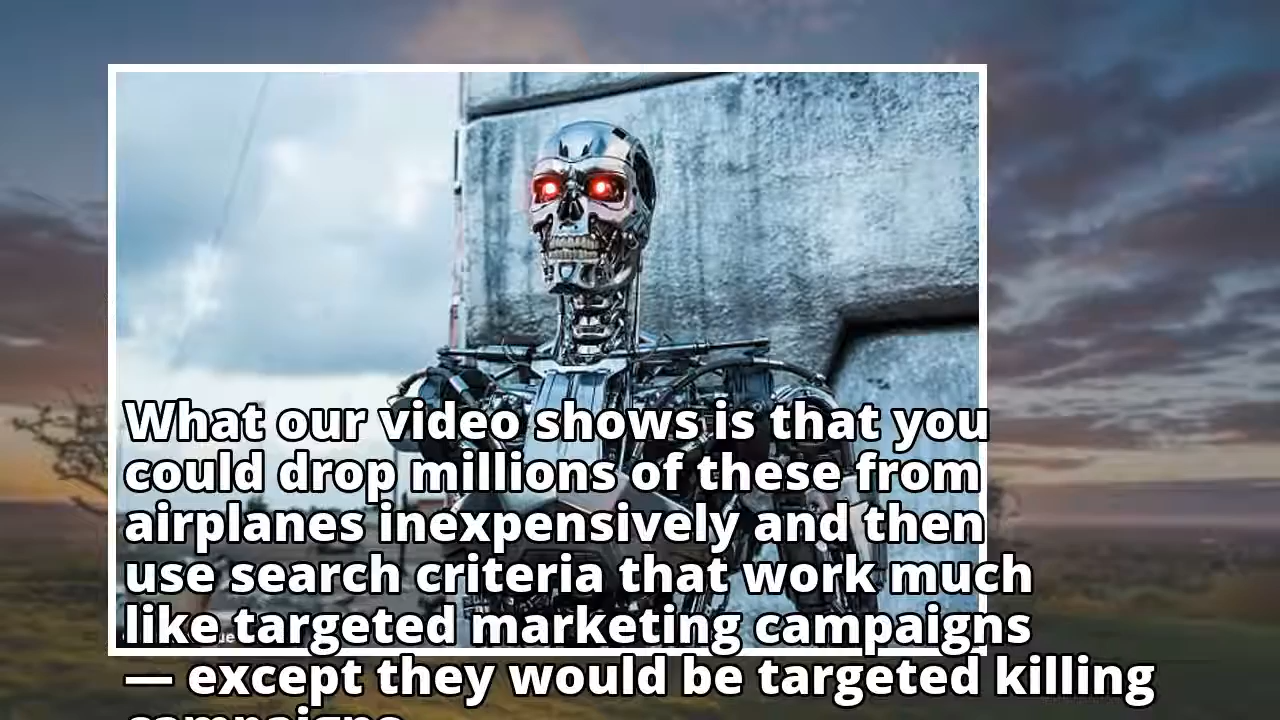 What our video shows is that you
could drop millions of these from
airplanes inexpensively and then
use search criteria that work much
like targeted marketing campaigns
— except they would be targeted killing